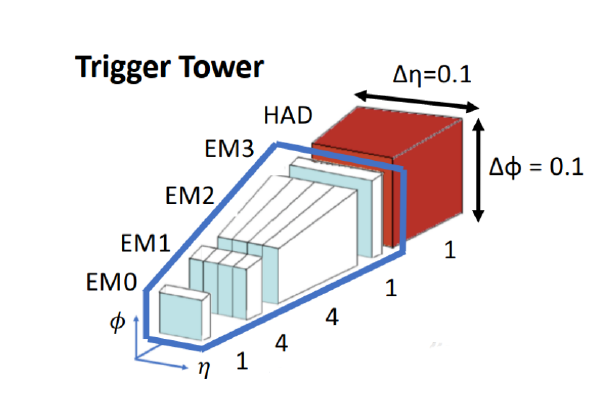 Trigger Tower
Δη=0.1
HAD
EM3
Δϕ = 0.1
EM2
EM1
EM0
ϕ
η
1
4
4
1
1